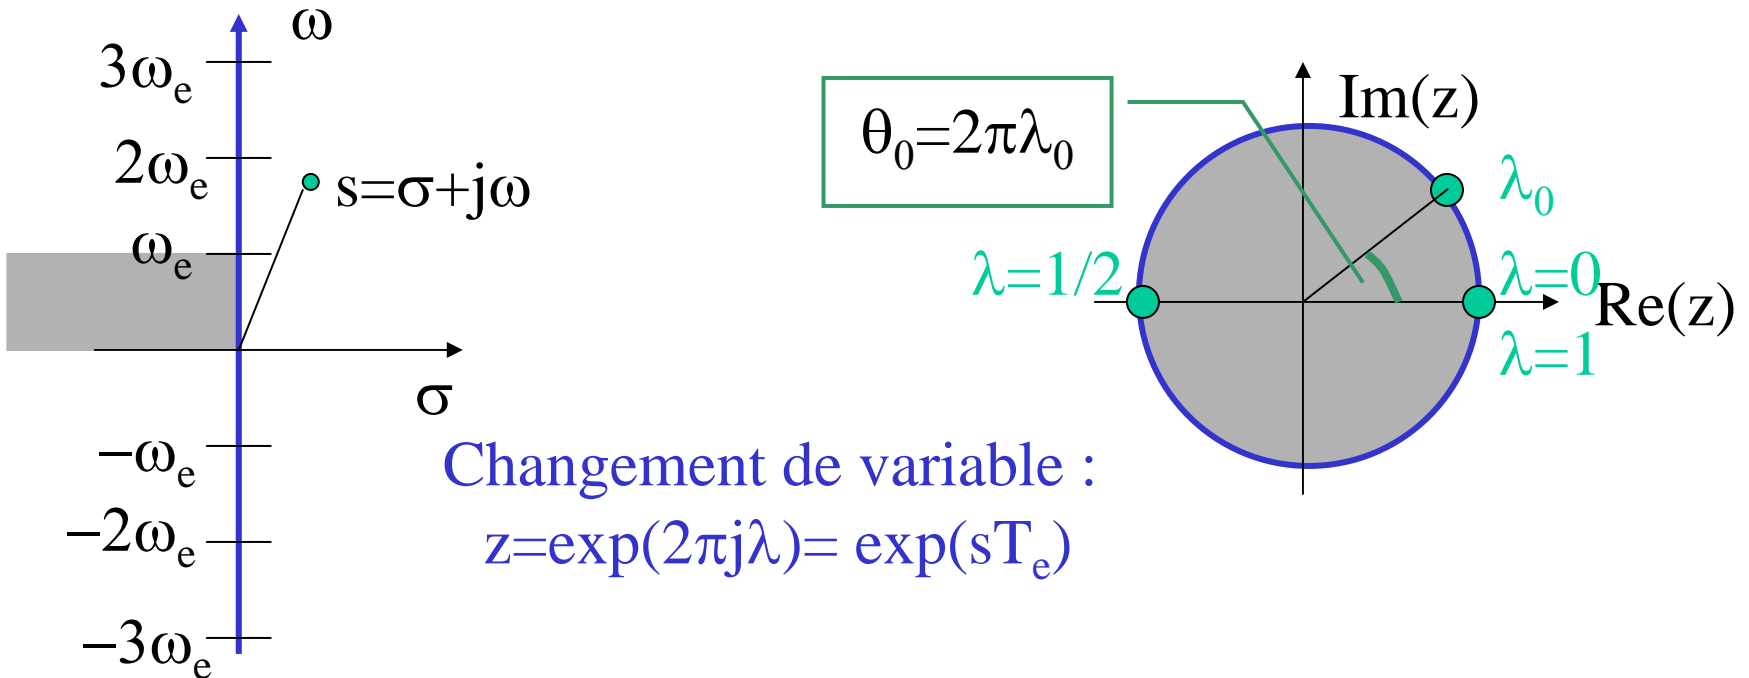 ω
3ωₑ
2ωₑ
s=σ+jω
ωₑ
σ
−ωₑ
−2ωₑ
−3ωₑ
θ₀=2πλ₀
Im(z)
λ₀
λ=1/2
λ=0
Re(z)
λ=1
Changement de variable :
z=exp(2πjλ)= exp(sTₑ)